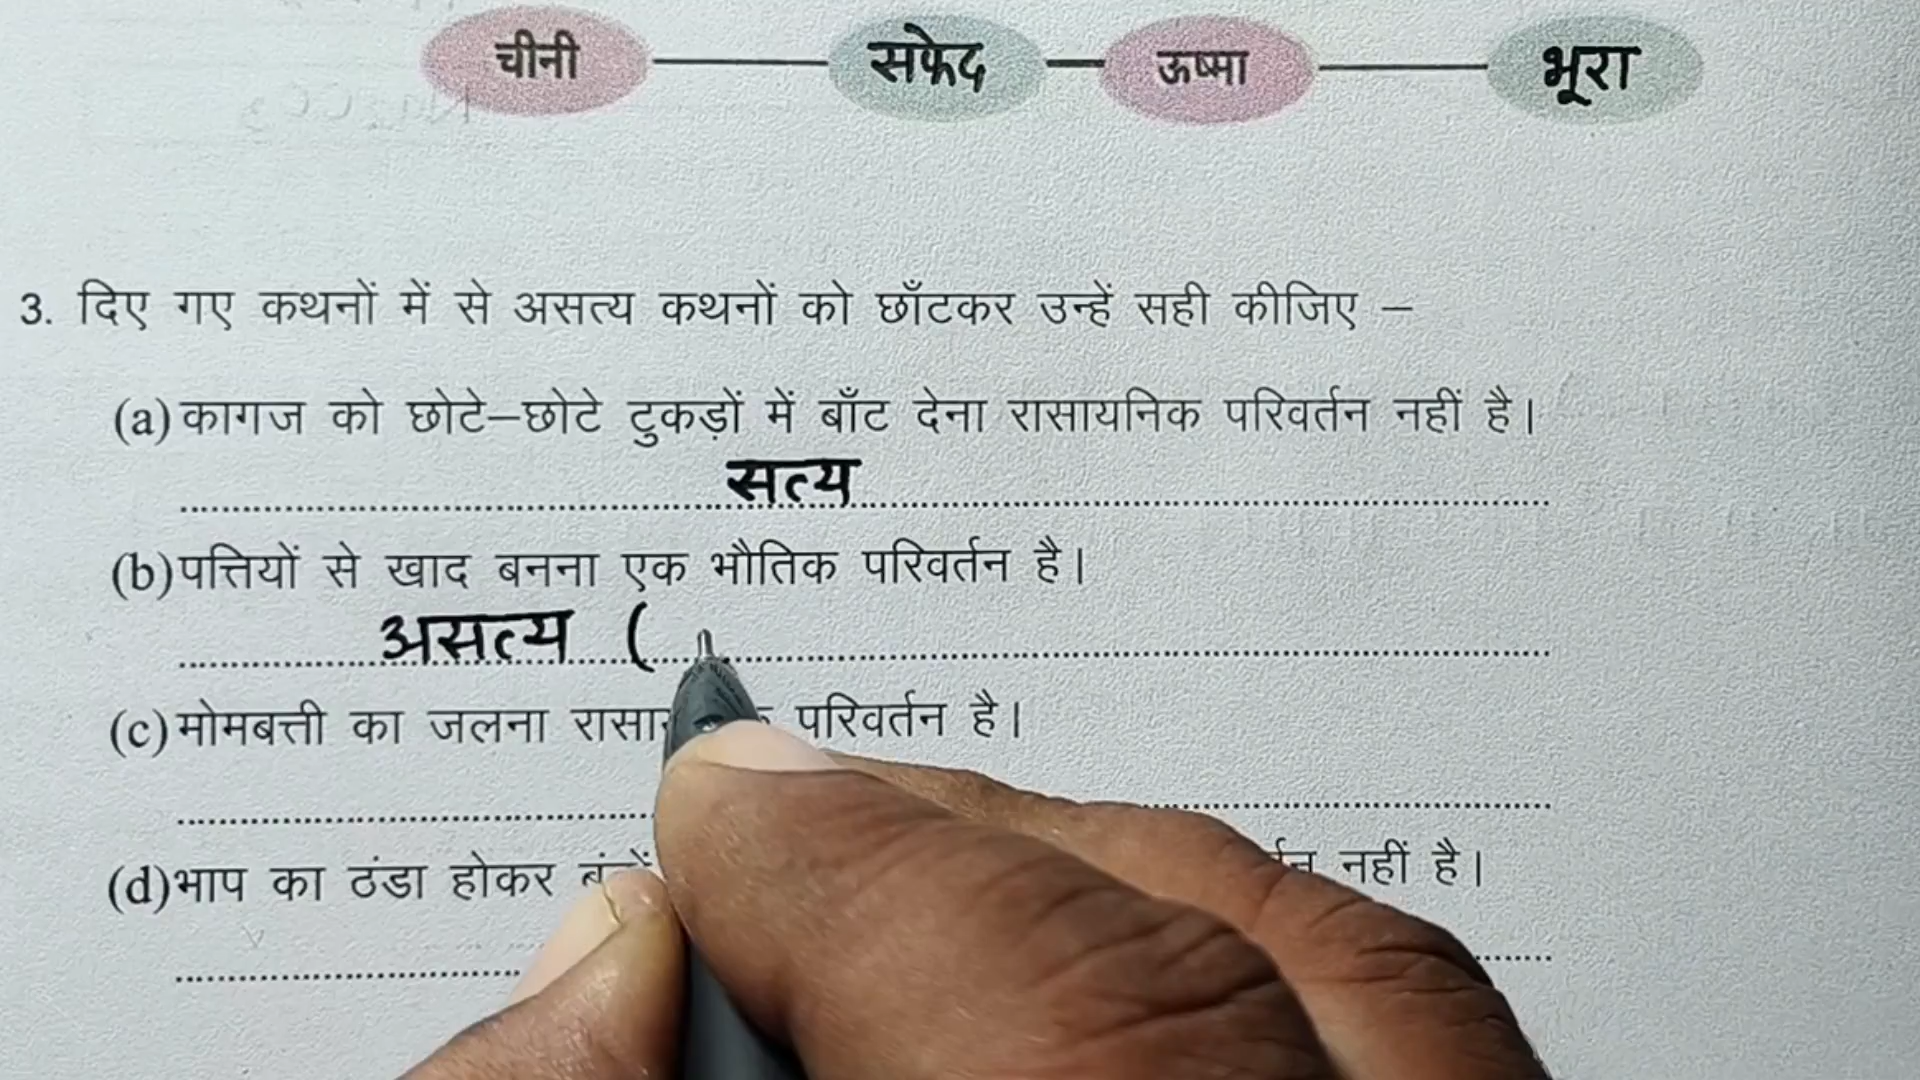 चीनी सफेद ऊष्मा भूरा
3. दिए गए कथनों में से असत्य कथनों को छाँटकर उन्हें सही कीजिए –
(a) कागज को छोटे–छोटे टुकड़ों में बाँट देना रासायनिक परिवर्तन नहीं है।
सत्य
(b) पत्तियों से खाद बनना एक भौतिक परिवर्तन है।
असत्य (
(c) मोमबत्ती का जलना परिवर्तन है।
(d) भाप का ठंडा होकर नहीं है।